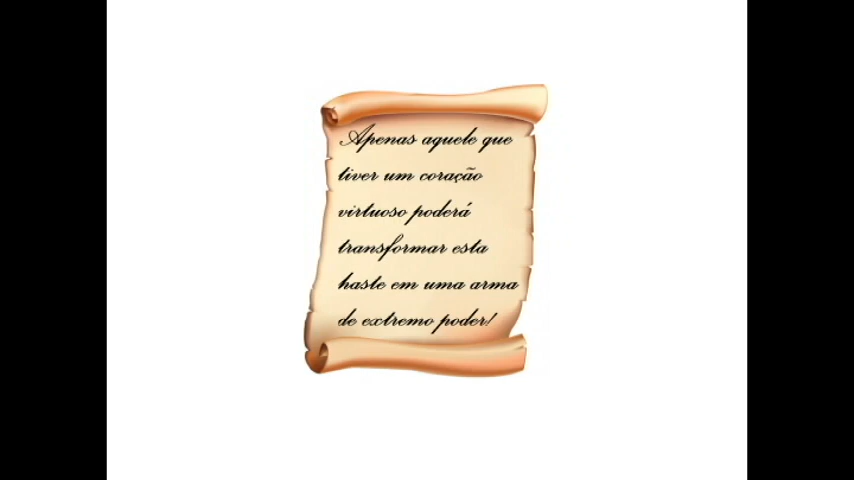 Apenas aquele que
tiver um coração
virtuoso poderá
transformar esta
haste em uma arma
de extremo poder!